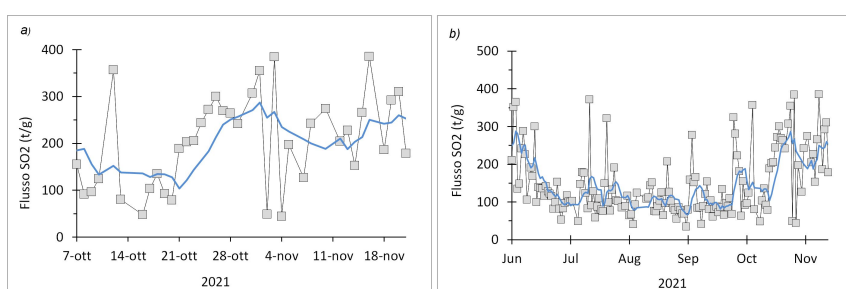 a)
Flusso SO2 (t/g)
400
300
200
100
0
7-ott 14-ott 21-ott 28-ott 4-nov 11-nov 18-nov
2021
b)
Flusso SO2 (t/g)
500
400
300
200
100
0
Jun Jul Aug Sep Oct Nov
2021